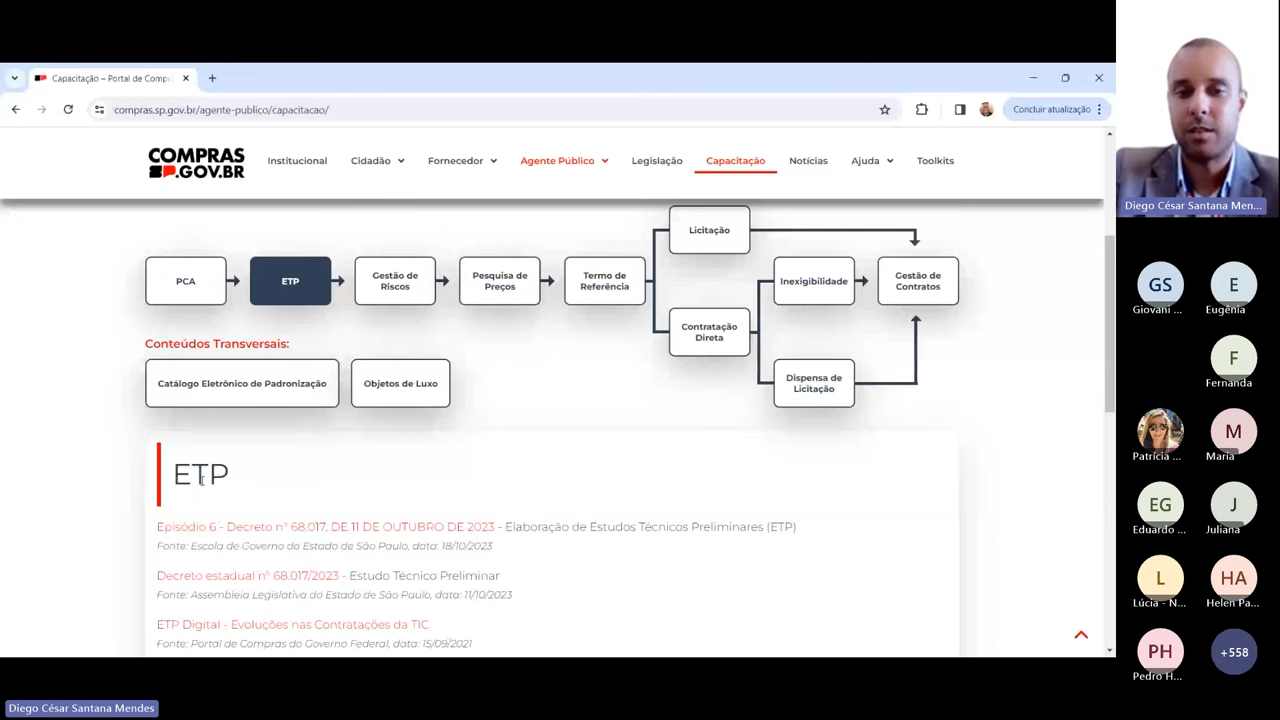 Capacitação – Portal de Compr
compras.sp.gov.br/agente-publico/capacitacao/
Concluir atualização
COMPRAS
.GOV.BR
Institucional
Cidadão
Fornecedor
Agente Público
Legislação
Capacitação
Notícias
Ajuda
Toolkits
PCA
ETP
Gestão de
Riscos
Pesquisa de
Preços
Termo de
Referência
Licitação
Contratação
Direta
Inexigibilidade
Dispensa de
Licitação
Gestão de
Contratos
Conteúdos Transversais:
Catálogo Eletrônico de Padronização
Objetos de Luxo
ETP
Episódio 6 - Decreto nº 68.017, DE 11 DE OUTUBRO DE 2023 - Elaboração de Estudos Técnicos Preliminares (ETP)
Fonte: Escola de Governo do Estado de São Paulo, data: 18/10/2023
Decreto estadual nº 68.017/2023 - Estudo Técnico Preliminar
Fonte: Assembleia Legislativa do Estado de São Paulo, data: 11/10/2023
ETP Digital - Evoluções nas Contratações da TIC
Fonte: Portal de Compras do Governo Federal, data: 15/09/2021
Diego César Santana Men...
GS
Giovani ...
E
Eugênia
F
Fernanda
Patrícia ...
M
Maria
EG
Eduardo ...
J
Juliana
L
Lúcia - N...
HA
Helen Pa...
PH
Pedro H...
+558
Diego César Santana Mendes